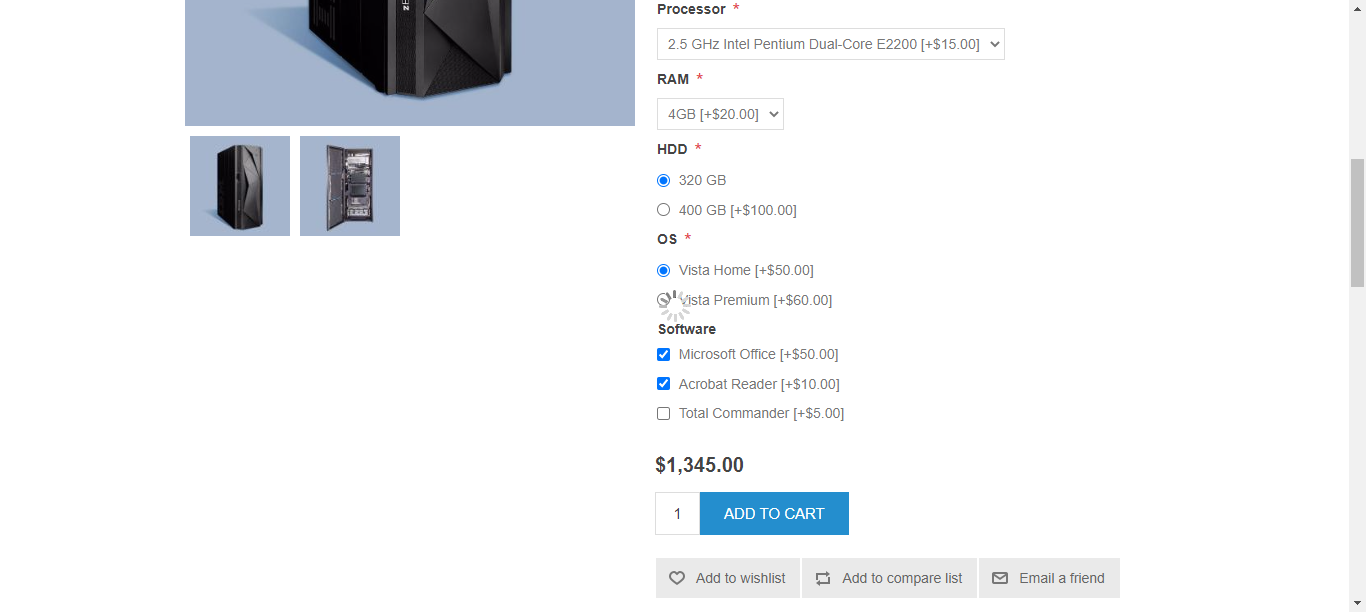 Processor *
2.5 GHz Intel Pentium Dual-Core E2200 [+$15.00]
RAM *
4GB [+$20.00]
HDD *
320 GB
400 GB [+$100.00]
OS *
Vista Home [+$50.00]
Vista Premium [+$60.00]
Software
Microsoft Office [+$50.00]
Acrobat Reader [+$10.00]
Total Commander [+$5.00]
$1,345.00
1 ADD TO CART
Add to wishlist Add to compare list Email a friend